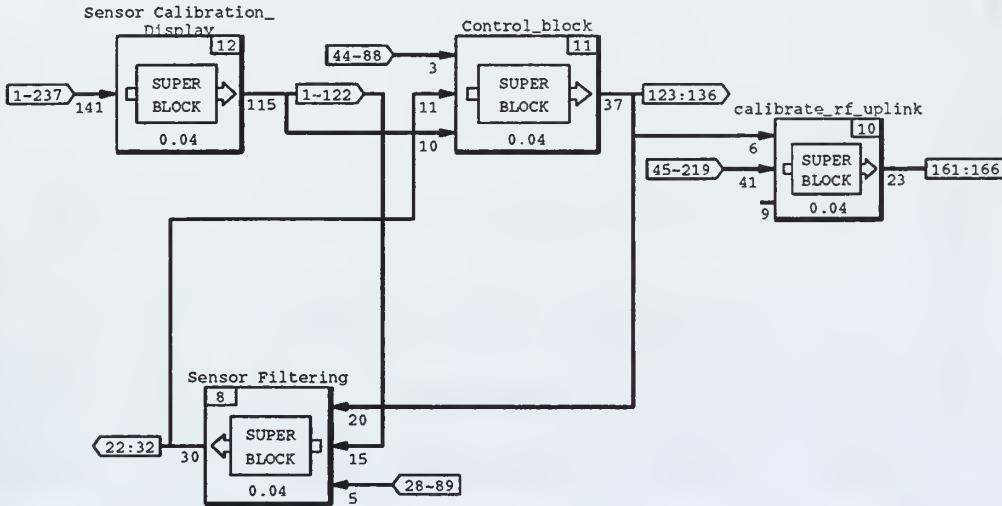 Sensor Calibration_
Display
12
1~237
141
SUPER
BLOCK
115
0.04
1~122
Control_block
11
44~88
3
11
SUPER
BLOCK
37
10
0.04
123:136
calibrate_rf_uplink
10
6
45~219
41
SUPER
BLOCK
23
161:166
9
0.04
Sensor Filtering
8
20
22:32
30
SUPER
BLOCK
15
0.04
5
28~89